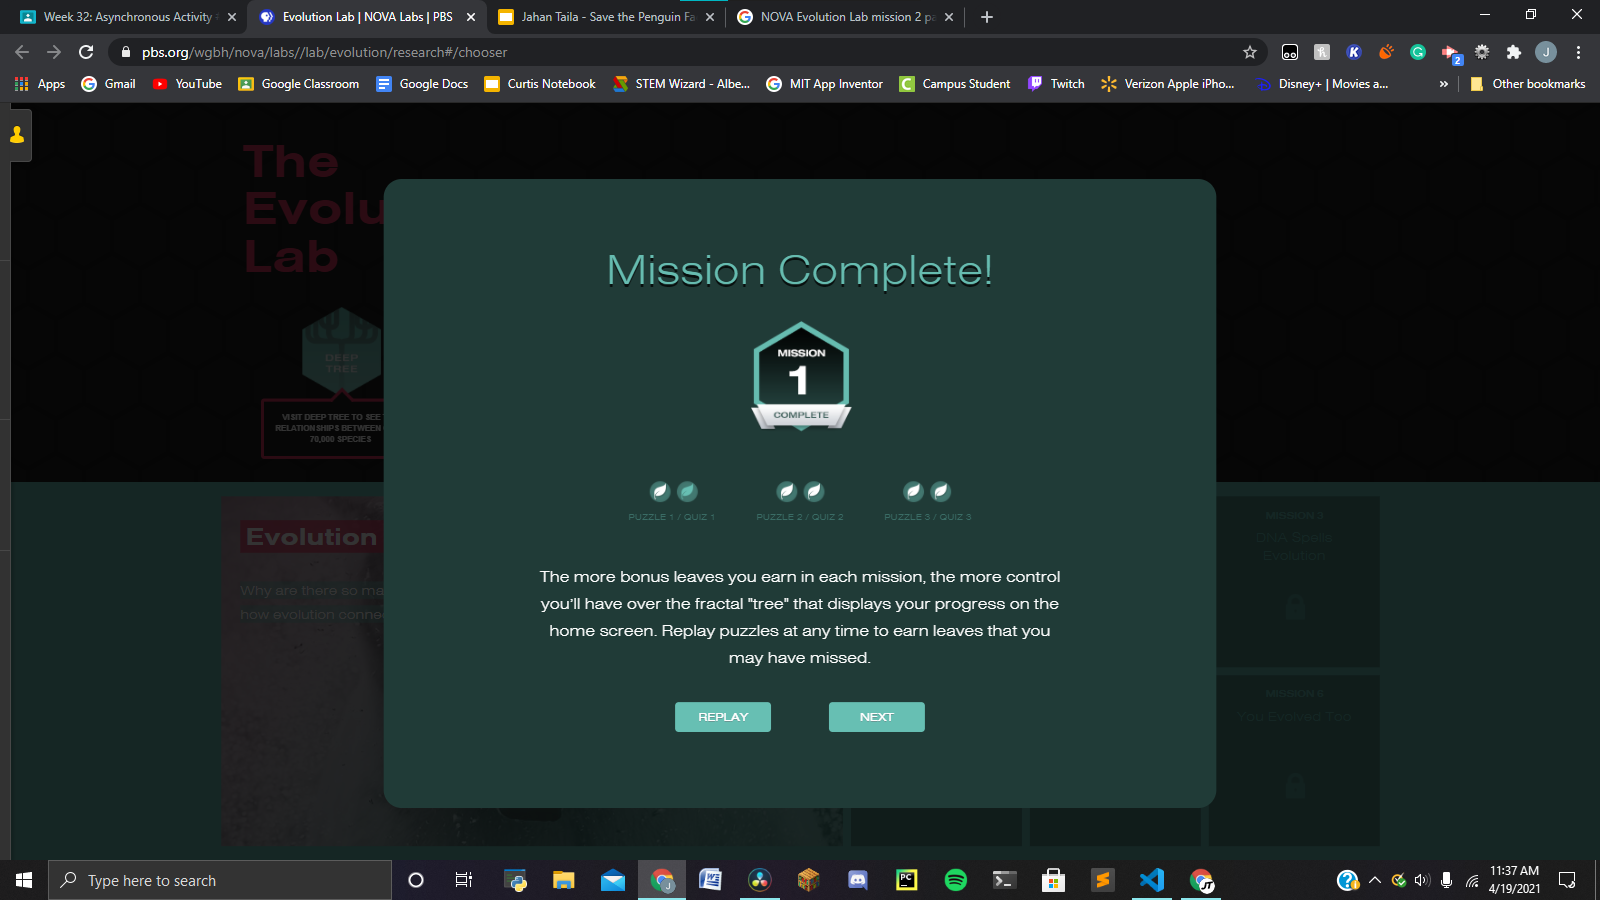 Week 32: Asynchronous Activity
Evolution Lab | NOVA Labs | PBS
Jahan Taila - Save the Penguin Fa
NOVA Evolution Lab mission 2 pa
pbs.org/wgbh/nova/labs//lab/evolution/research#/chooser
2
J
Apps
Gmail
YouTube
Google Classroom
Google Docs
Curtis Notebook
STEM Wizard - Albe...
MIT App Inventor
Campus Student
Twitch
Verizon Apple iPho...
Disney+ | Movies a...
»
Other bookmarks
The
Evolu
Lab
DEEP
TREE
VISIT DEEP TREE TO SEE
RELATIONSHIPS BETWEEN
70,000 SPECIES
Mission Complete!
MISSION
1
COMPLETE
PUZZLE 1 / QUIZ 1
PUZZLE 2 / QUIZ 2
PUZZLE 3 / QUIZ 3
The more bonus leaves you earn in each mission, the more control
you'll have over the fractal "tree" that displays your progress on the
home screen. Replay puzzles at any time to earn leaves that you
may have missed.
REPLAY
NEXT
Evolution
Why are there so ma
how evolution conne
MISSION 3
DNA Spells
Evolution
MISSION 6
You Evolved Too
Type here to search
11:37 AM
4/19/2021